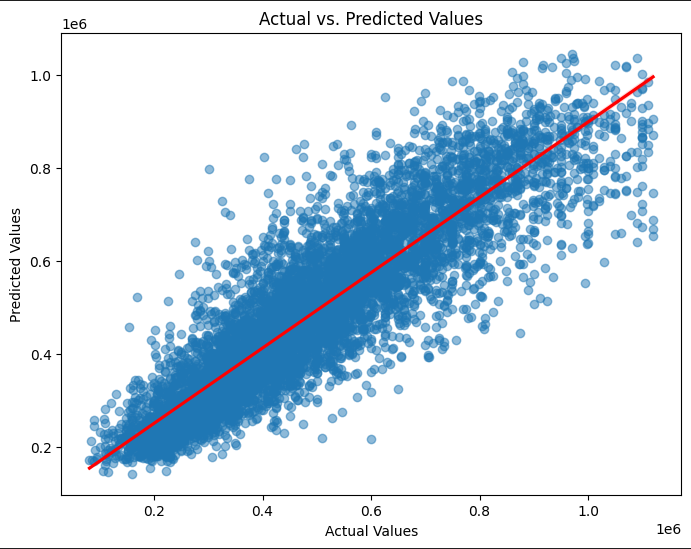 Actual vs. Predicted Values
1e6
1.0
0.8
0.6
0.4
0.2
Predicted Values
0.2 0.4 0.6 0.8 1.0
1e6
Actual Values